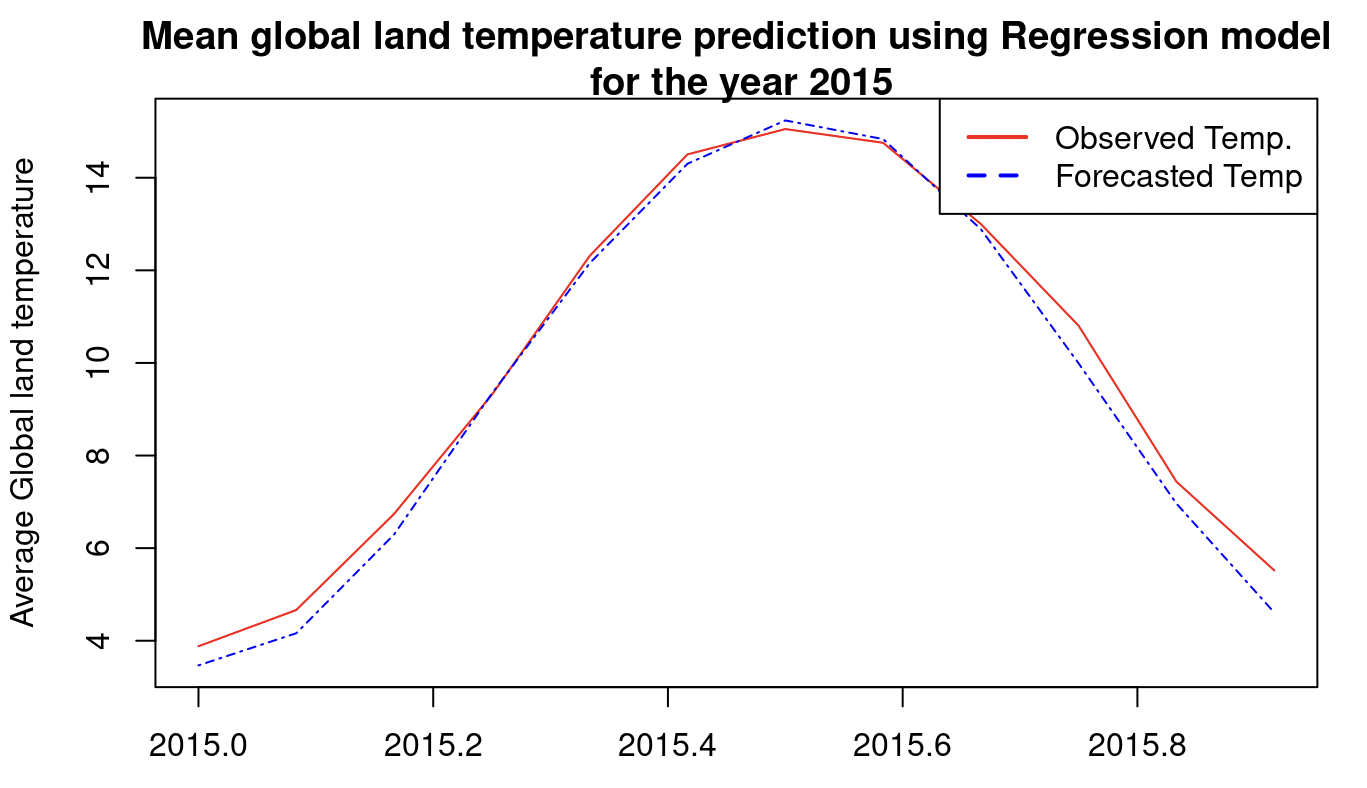 Mean global land temperature prediction using Regression model
for the year 2015
Observed Temp.
Forecasted Temp
Average Global land temperature
14
12
10
8
6
4
2015.0
2015.2
2015.4
2015.6
2015.8